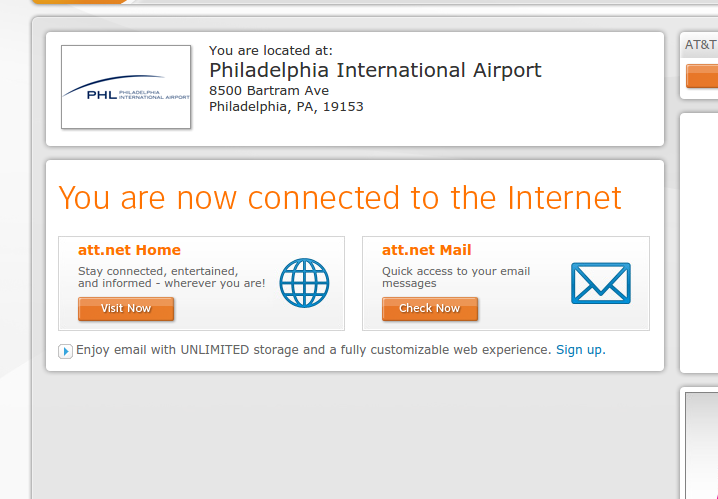 You are located at:
Philadelphia International Airport
8500 Bartram Ave
Philadelphia, PA, 19153
PHL PHILADELPHIA
INTERNATIONAL AIRPORT
AT&T
You are now connected to the Internet
att.net Home
Stay connected, entertained,
and informed - wherever you are!
Visit Now
att.net Mail
Quick access to your email
messages
Check Now
Enjoy email with UNLIMITED storage and a fully customizable web experience. Sign up.